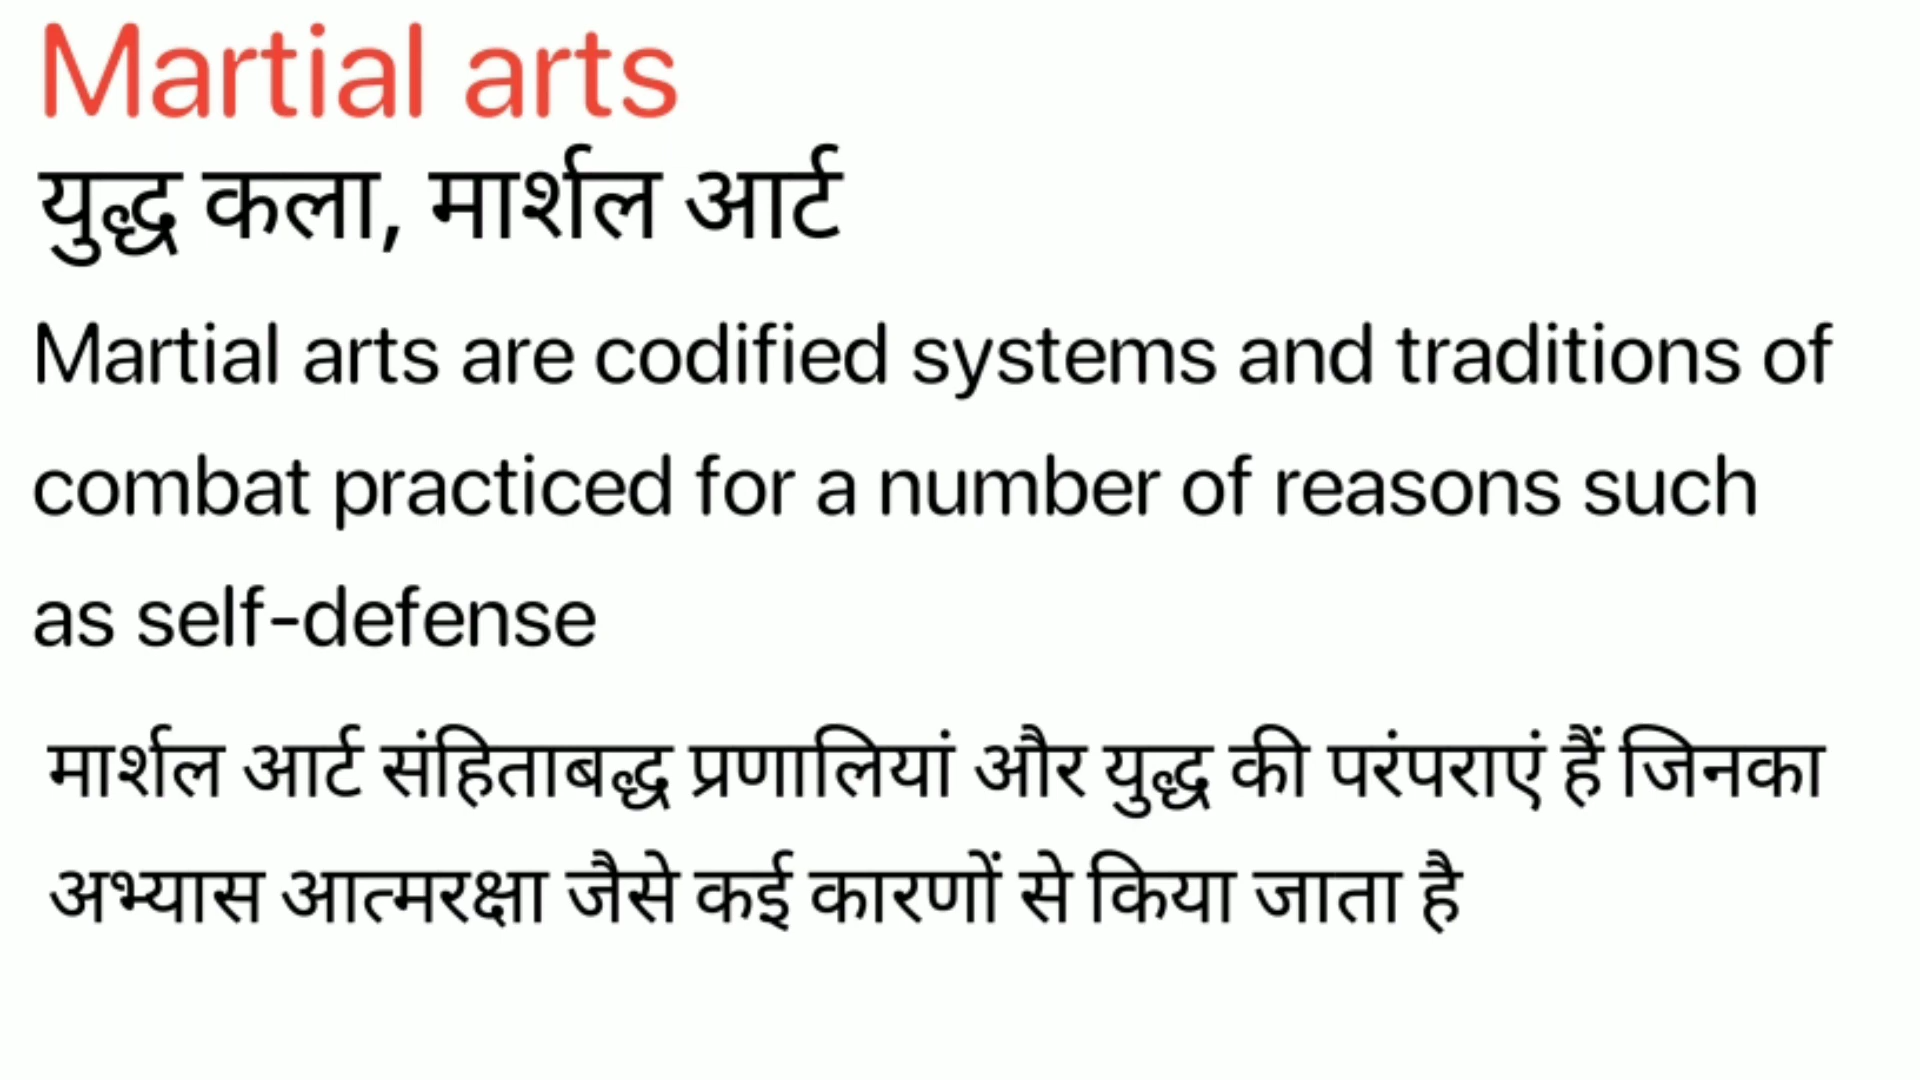 Martial arts
युद्ध कला, मार्शल आर्ट
Martial arts are codified systems and traditions of
combat practiced for a number of reasons such
as self-defense
मार्शल आर्ट संहिताबद्ध प्रणालियां और युद्ध की परंपराएं हैं जिनका
अभ्यास आत्मरक्षा जैसे कई कारणों से किया जाता है